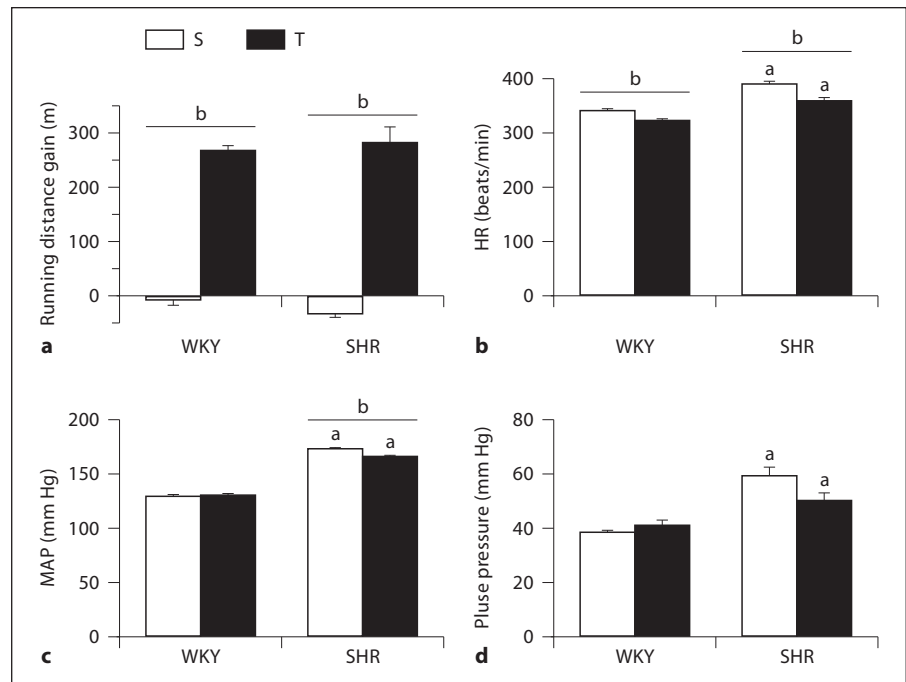 S T
b b
Running distance gain (m)
300
200
100
0
WKY SHR
a
b
b a a
HR (beats/min)
400
300
200
100
0
WKY SHR
b
b
a a
MAP (mm Hg)
200
150
100
50
0
WKY SHR
c
a
a
Pluse pressure (mm Hg)
80
60
40
20
0
WKY SHR
d